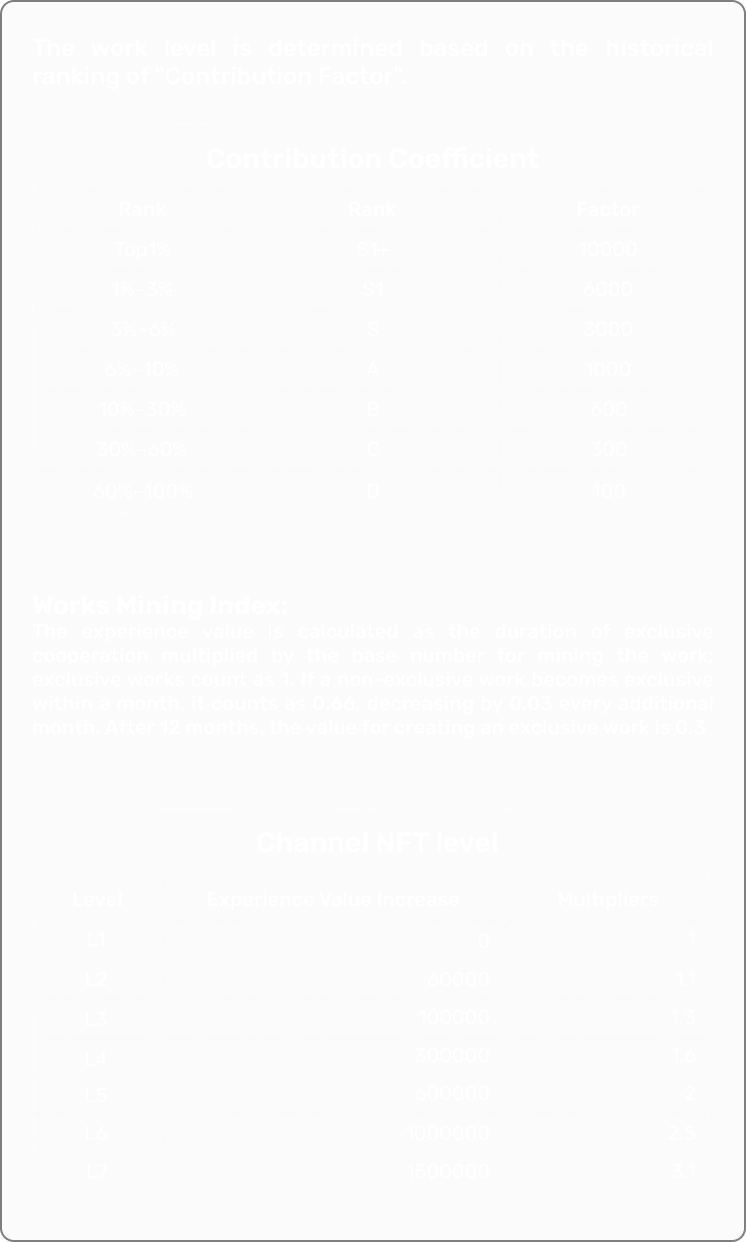 The work level is determined based on the historical
ranking of "Contribution Factor".
Contribution Coefficient
Rank Rank Factor
Top1% S1+ 10000
1%-3% S1 6000
3%-6% S 3000
6%-10% A 1000
10%-30% B 600
30%-60% C 300
60%-100% D 100
Works Mining Index:
The experience value is calculated as the duration of exclusive
cooperation multiplied by the base number for mining the work;
exclusive works count as 1. If a non-exclusive work becomes exclusive
within a month, it counts as 0.66, decreasing by 0.03 every additional
month. After 12 months, the value for creating an exclusive work is 0.3
Channel NFT level
Level Experience Value Increase Multipliers
L1 0 1
L2 60000 1.1
L3 100000 1.3
L4 300000 1.6
L5 600000 2
L6 1000000 2.5
L7 1500000 3.1